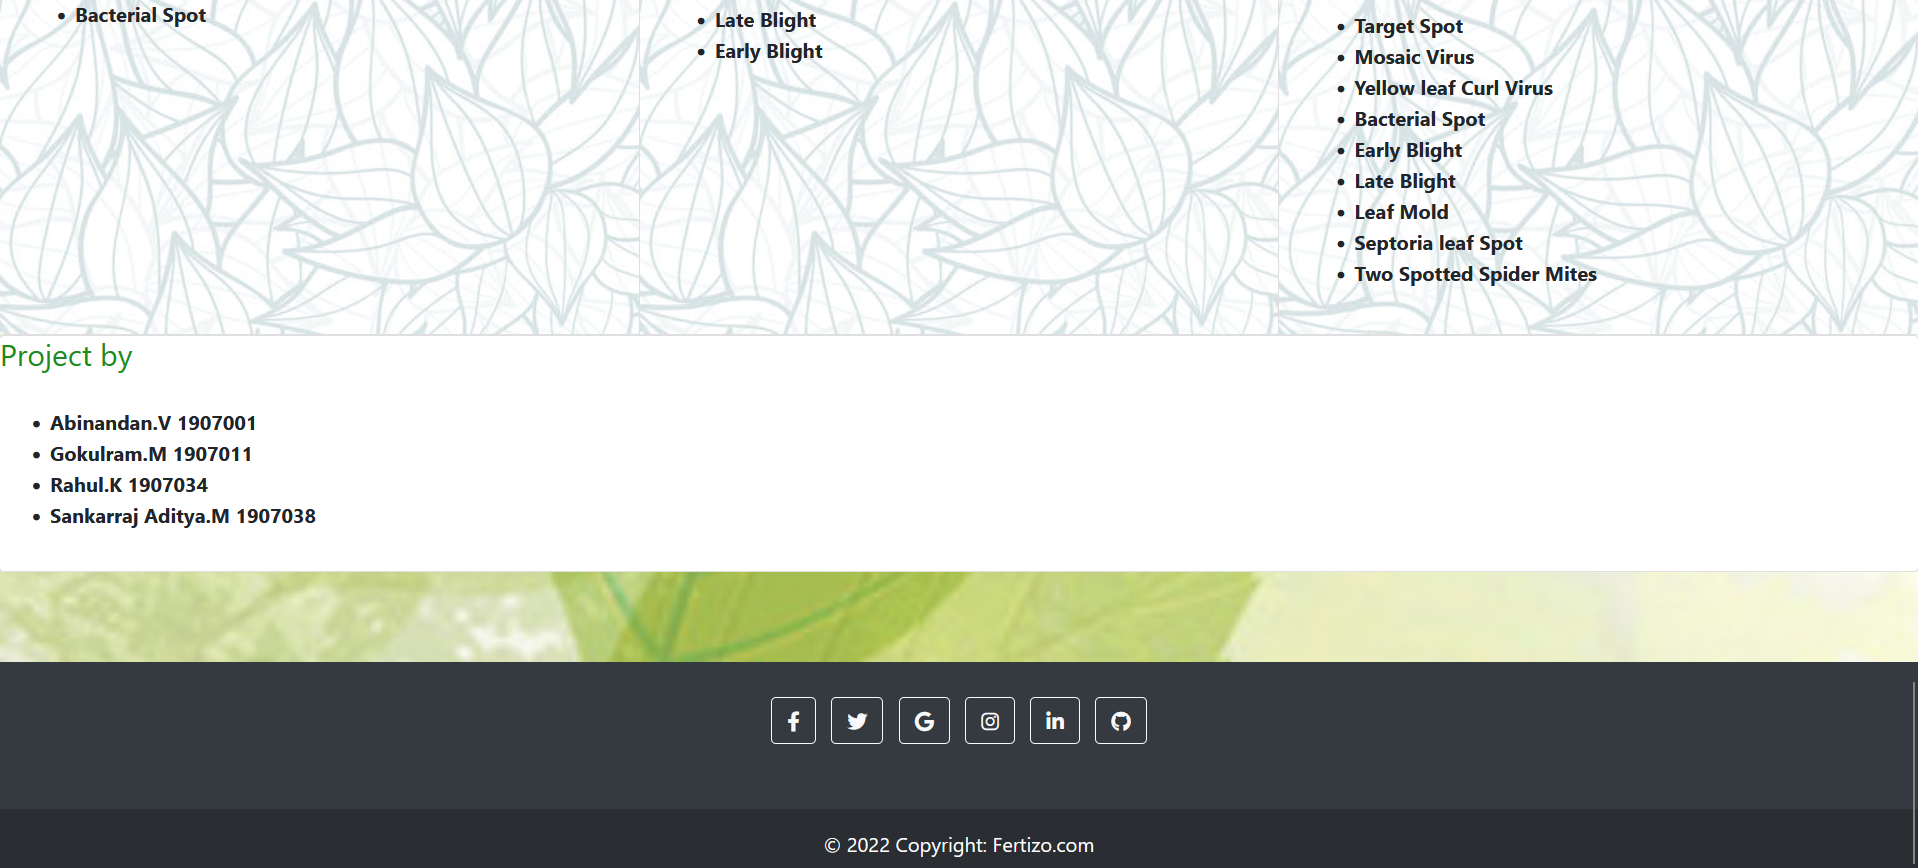 Bacterial Spot
Late Blight
Early Blight
Target Spot
Mosaic Virus
Yellow leaf Curl Virus
Bacterial Spot
Early Blight
Late Blight
Leaf Mold
Septoria leaf Spot
Two Spotted Spider Mites
Project by
Abinandan.V 1907001
Gokulram.M 1907011
Rahul.K 1907034
Sankarraj Aditya.M 1907038
© 2022 Copyright: Fertizo.com